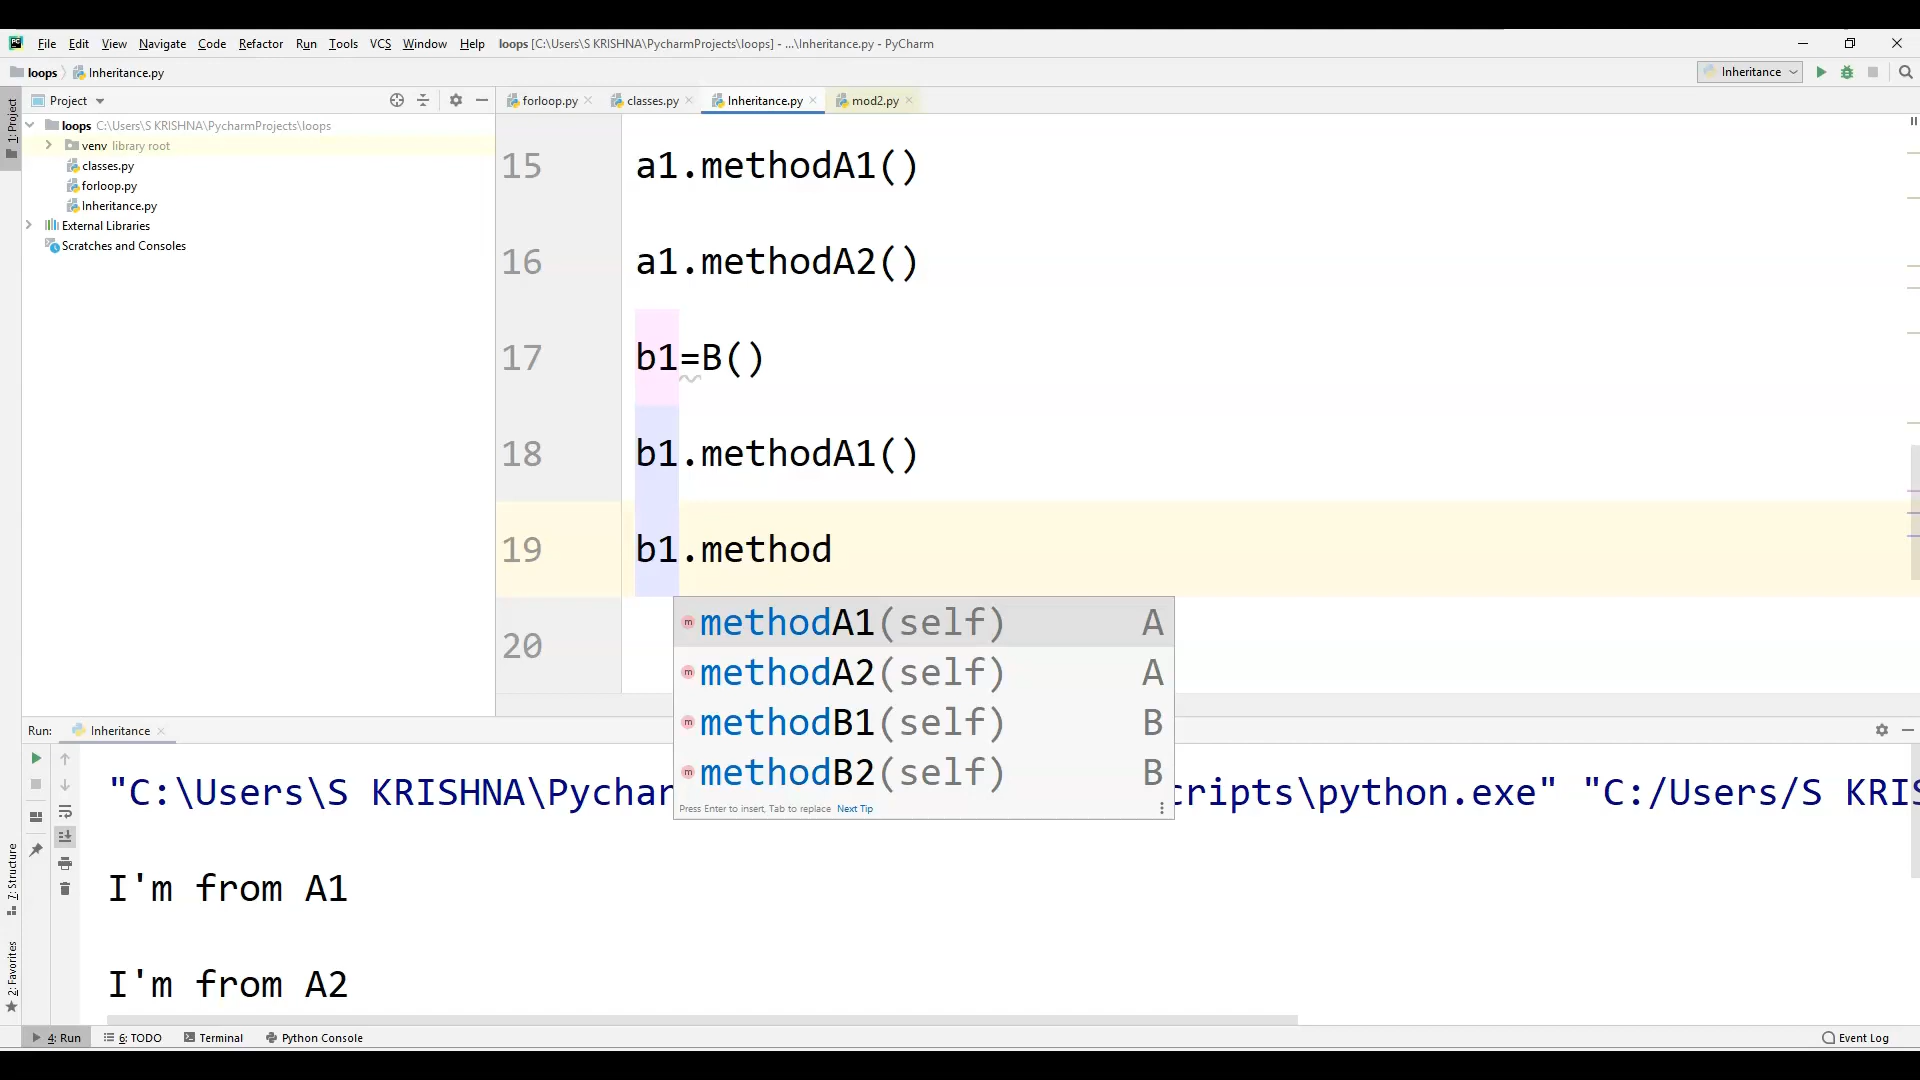 File Edit View Navigate Code Refactor Run Tools VCS Window Help loops [C:\Users\S KRISHNA\PycharmProjects\loops] - ...\Inheritance.py - PyCharm
loops Inheritance.py Inheritance
Project forloop.py classes.py Inheritance.py mod2.py
1: Project
loops C:\Users\S KRISHNA\PycharmProjects\loops
venv library root
classes.py
forloop.py
Inheritance.py
External Libraries
Scratches and Consoles
15 a1.methodA1()
16 a1.methodA2()
17 b1=B()
18 b1.methodA1()
19 b1.method
20
methodA1(self) A
methodA2(self) A
methodB1(self) B
methodB2(self) B
Press Enter to insert, Tab to replace Next Tip
Run: Inheritance
"C:\Users\S KRISHNA\Pychar cripts\python.exe" "C:/Users/S KRIS
I'm from A1
I'm from A2
7: Structure
2: Favorites
4: Run 6: TODO Terminal Python Console Event Log